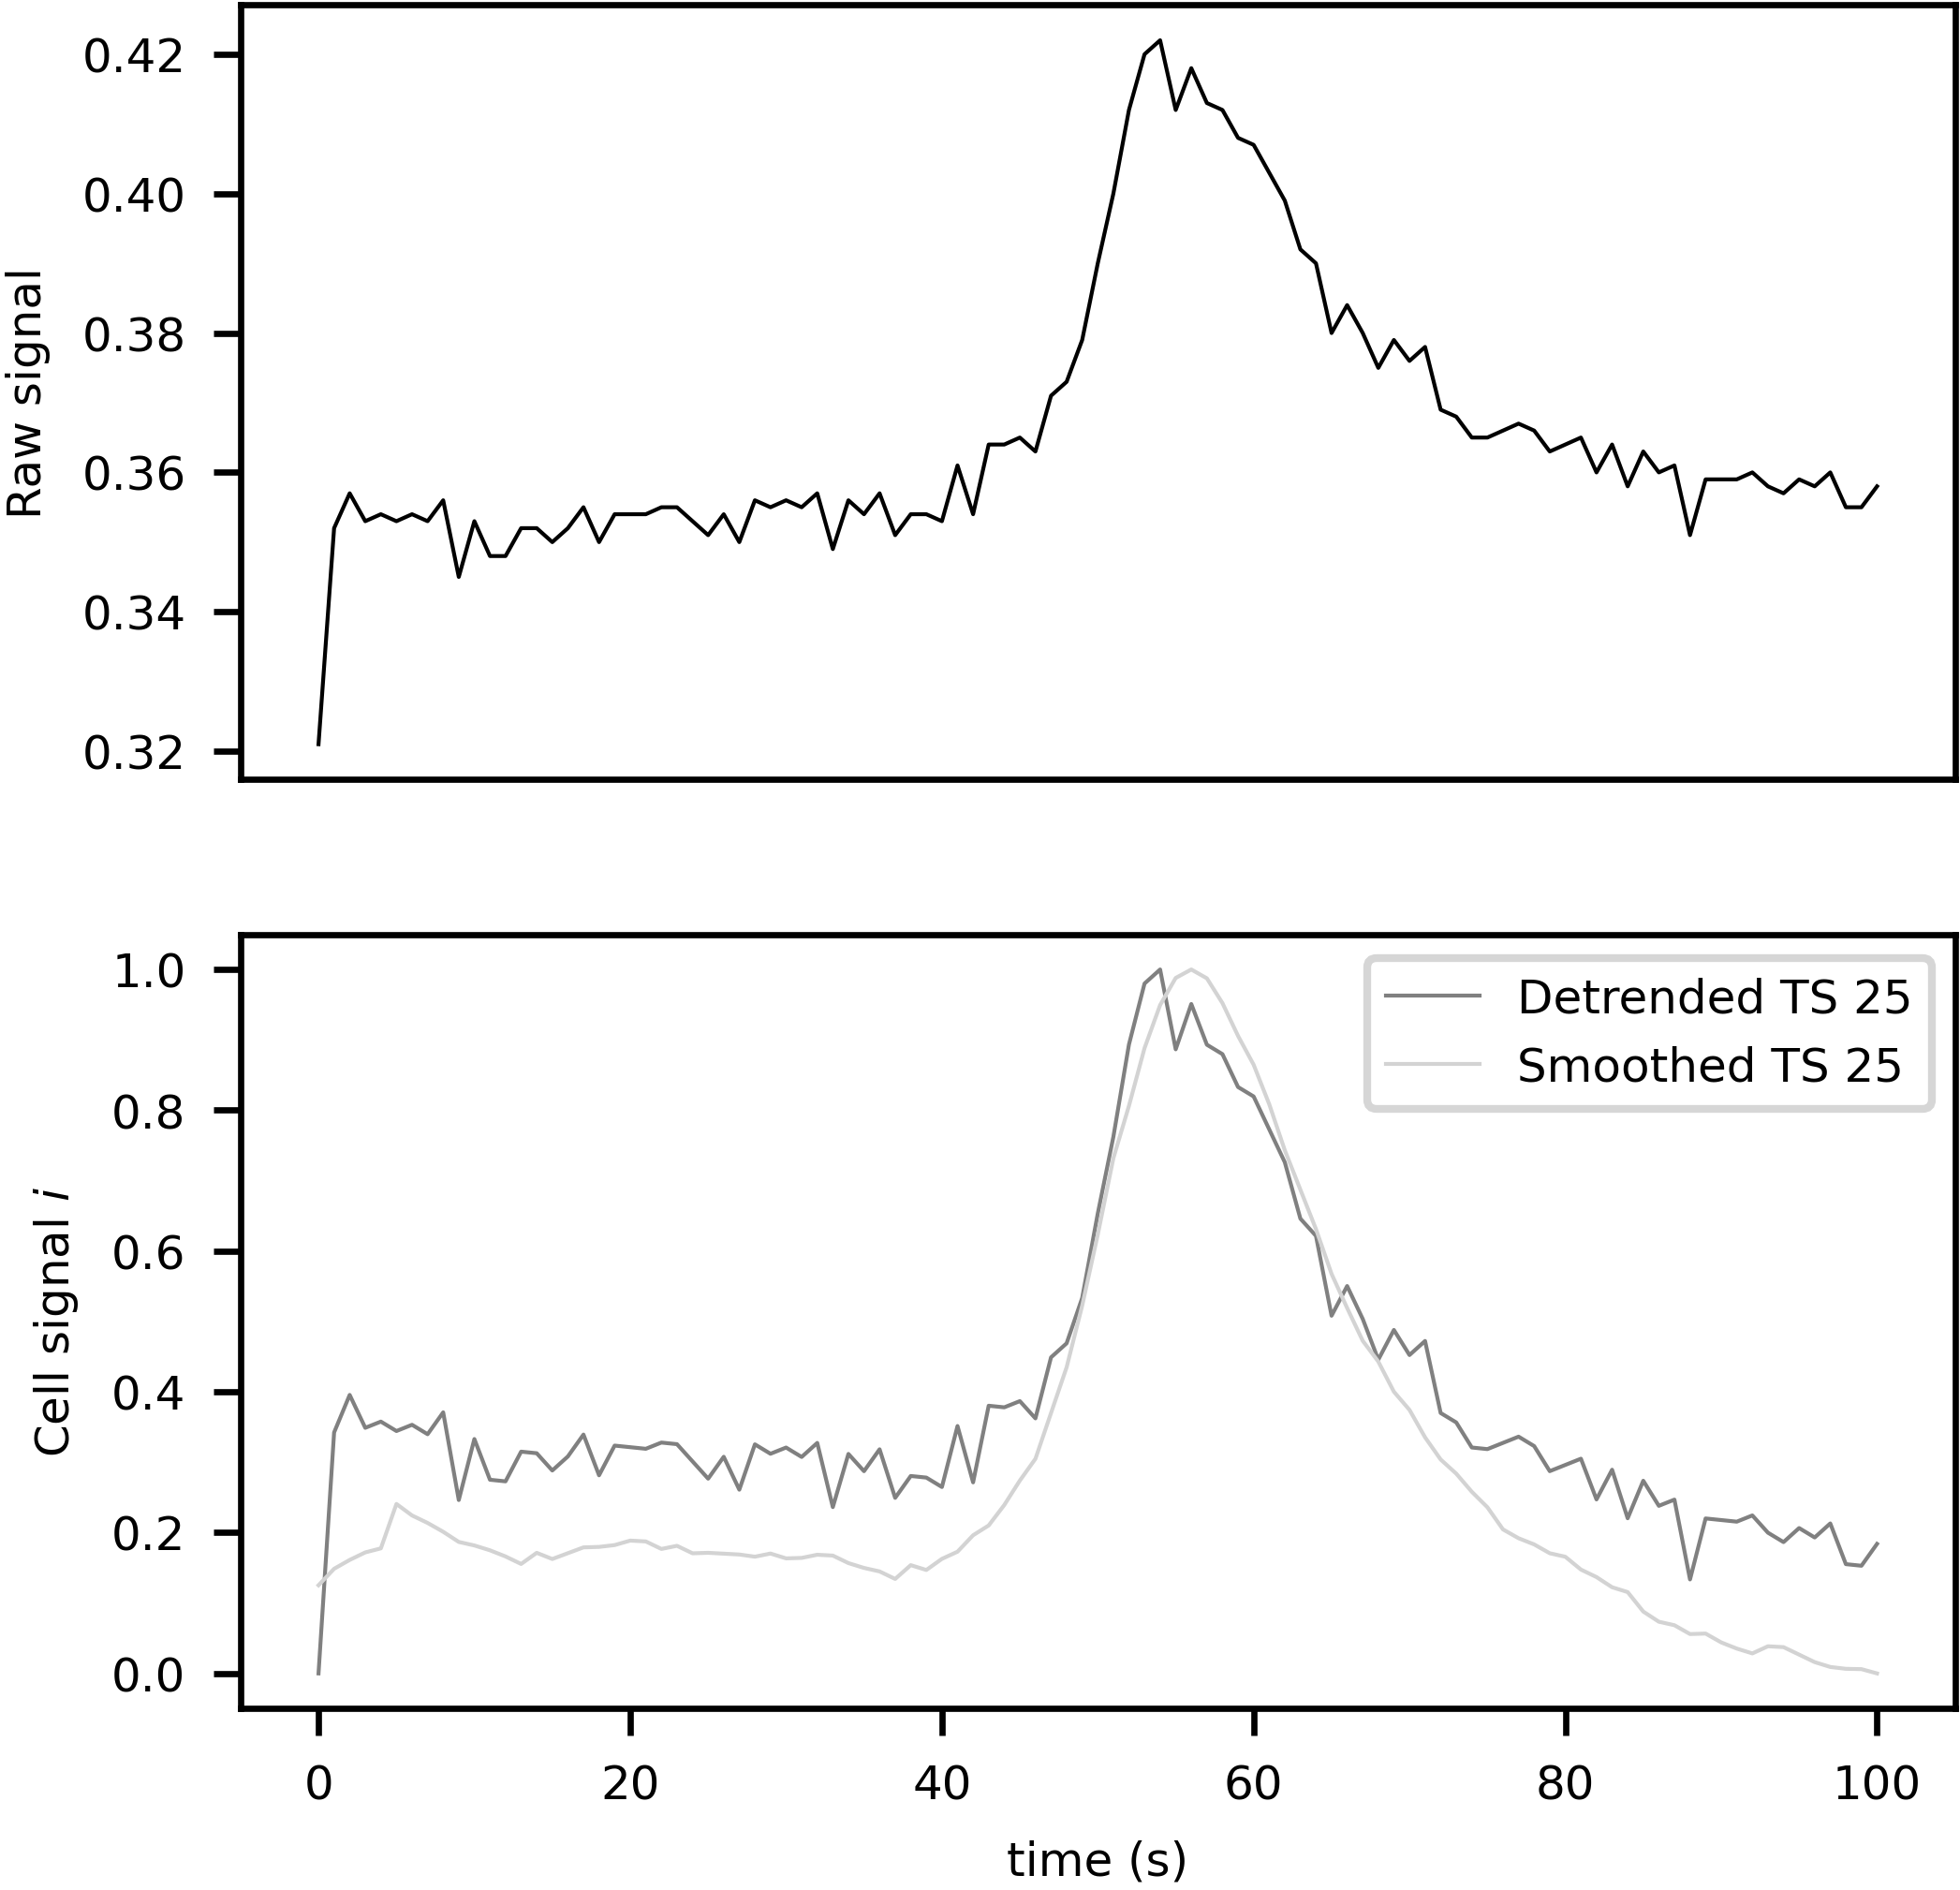 0.42
0.40
0.38
0.36
0.34
0.32
Raw signal
1.0
0.8
0.6
0.4
0.2
0.0
Cell signal i
Detrended TS 25
Smoothed TS 25
0 20 40 60 80 100
time (s)